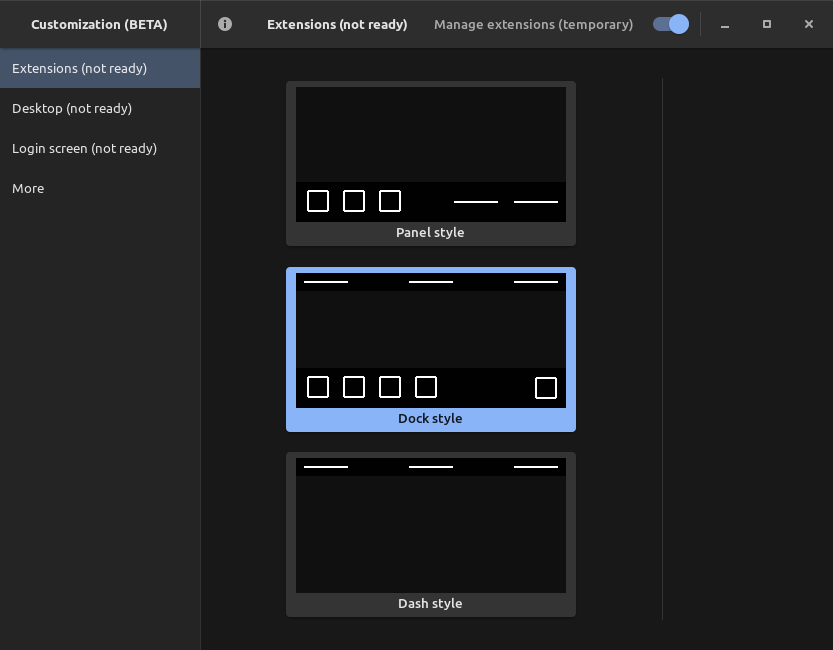 Customization (BETA)
Extensions (not ready)
Manage extensions (temporary)
Extensions (not ready)
Desktop (not ready)
Login screen (not ready)
More
Panel style
Dock style
Dash style